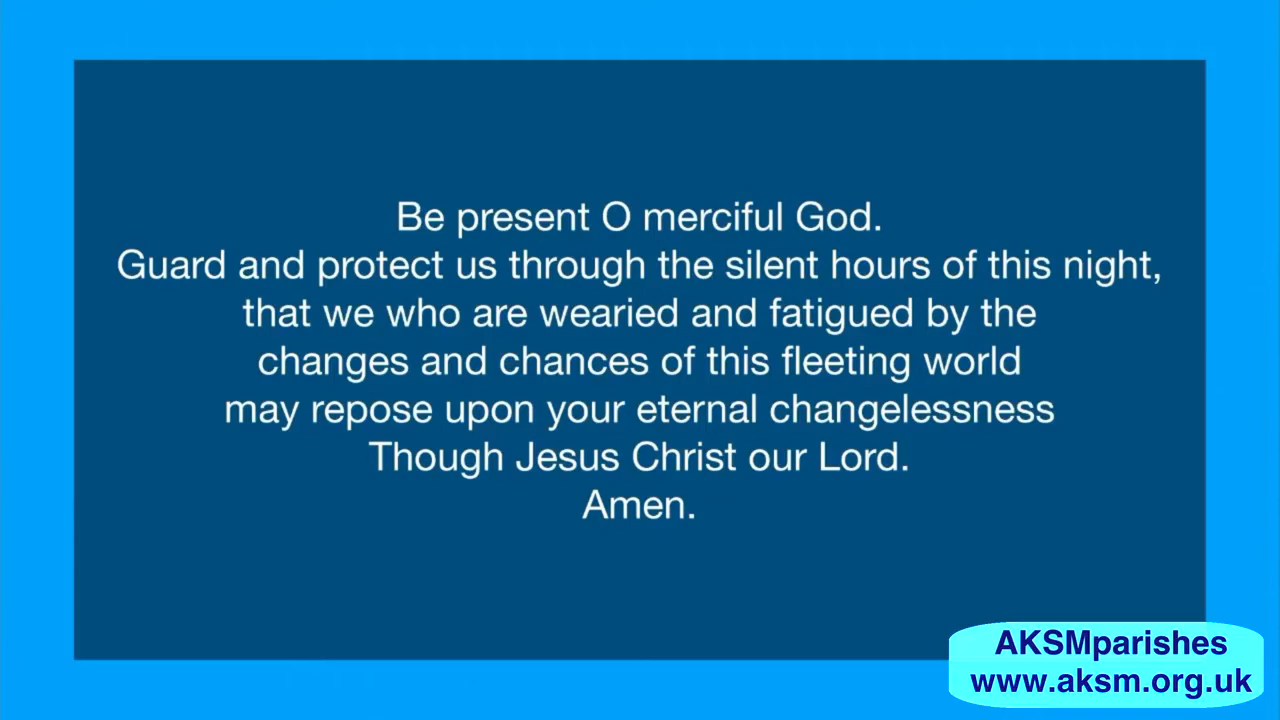 Be present O merciful God.
Guard and protect us through the silent hours of this night,
that we who are wearied and fatigued by the
changes and chances of this fleeting world
may repose upon your eternal changelessness
Though Jesus Christ our Lord.
Amen.
AKSMparishes
www.aksm.org.uk